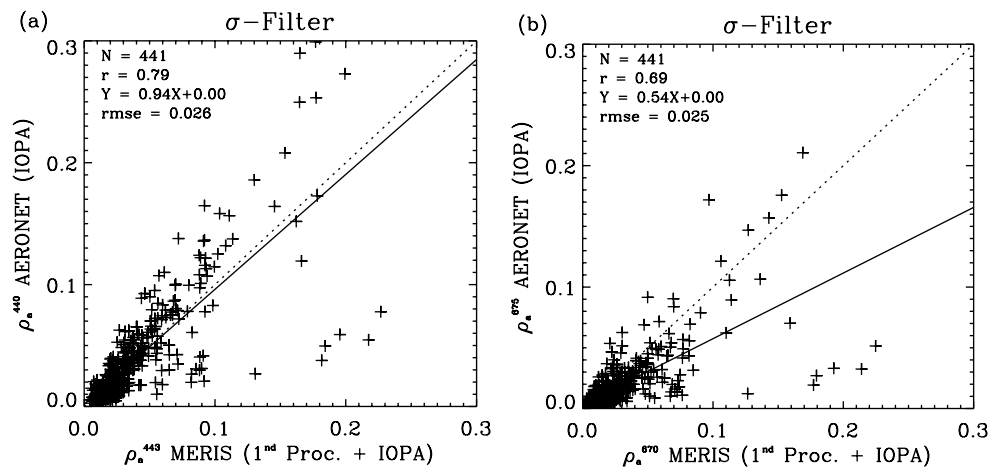 (a)
σ-Filter
N = 441
r = 0.79
Y = 0.94X+0.00
rmse = 0.026
0.3
0.2
0.1
0.0
ρₐ⁴⁴⁰ AERONET (IOPA)
0.0 0.1 0.2 0.3
ρₐ⁴⁴³ MERIS (1ⁿᵈ Proc. + IOPA)
(b)
σ-Filter
N = 441
r = 0.69
Y = 0.54X+0.00
rmse = 0.025
0.3
0.2
0.1
0.0
ρₐ⁶⁷⁵ AERONET (IOPA)
0.0 0.1 0.2 0.3
ρₐ⁶⁷⁰ MERIS (1ⁿᵈ Proc. + IOPA)